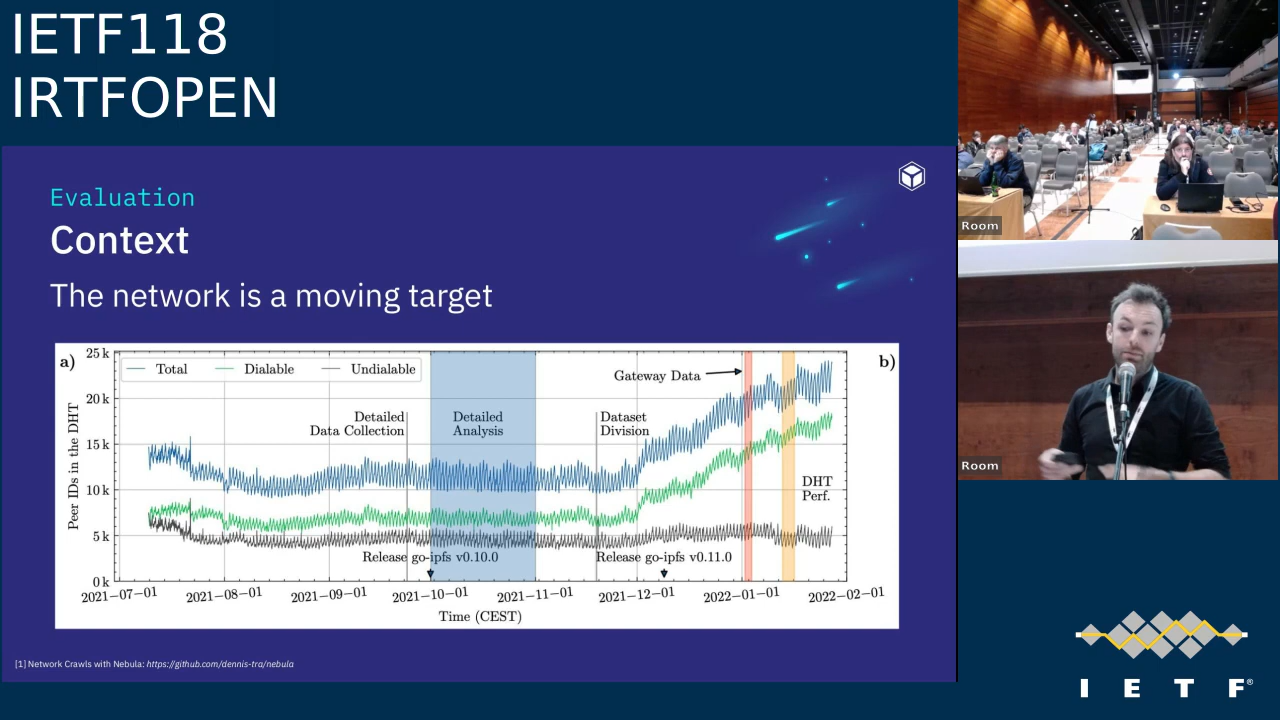 IETF118
IRTFOPEN
Evaluation
Context
The network is a moving target
a)
b)
Total
Dialable
Undialable
Gateway Data
Detailed
Data Collection
Detailed
Analysis
Dataset
Division
DHT
Perf.
Release go-ipfs v0.10.0
Release go-ipfs v0.11.0
Peer IDs in the DHT
25 k
20 k
15 k
10 k
5 k
0 k
2021-07-01
2021-08-01
2021-09-01
2021-10-01
2021-11-01
2021-12-01
2022-01-01
2022-02-01
Time (CEST)
[1] Network Crawls with Nebula: https://github.com/dennis-tra/nebula
Room
Room
I E T F®